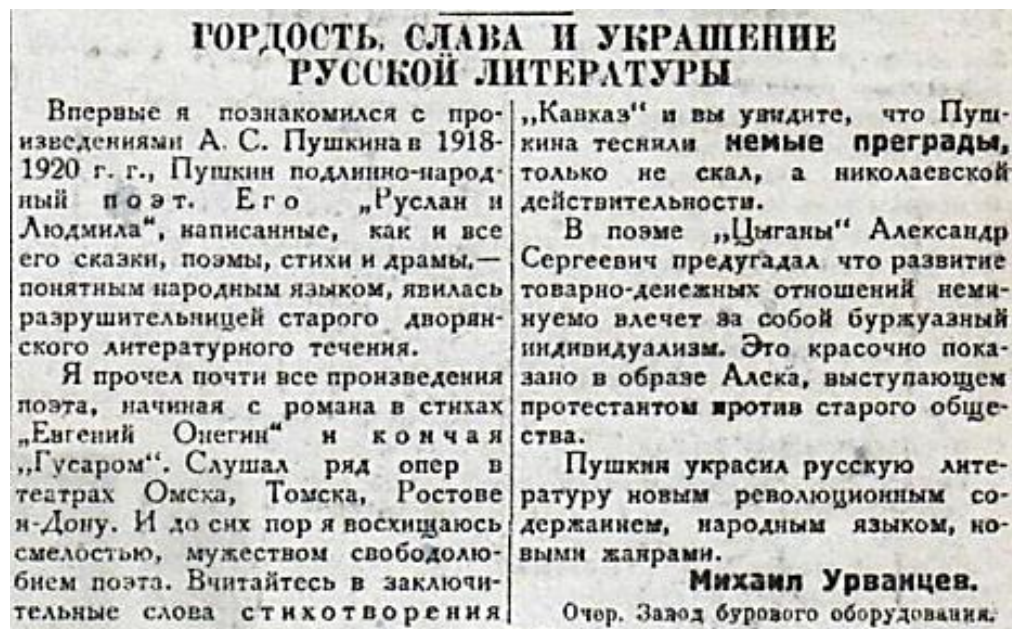 ГОРДОСТЬ, СЛАВА И УКРАШЕНИЕ
РУССКОЙ ЛИТЕРАТУРЫ
Впервые я познакомился с про-
изведениями А. С. Пушкина в 1918-
1920 г. г., Пушкин подлинно-народ-
ный поэт. Его „Руслан и
Людмила“, написанные, как и все
его сказки, поэмы, стихи и драмы,—
понятным народным языком, явилась
разрушительницей старого дворян-
ского литературного течения.
Я прочел почти все произведения
поэта, начиная с романа в стихах
„Евгений Онегин“ и кончая
„Гусаром“. Слушал ряд опер в
театрах Омска, Томска, Ростове
н-Дону. И до сих пор я восхищаюсь
смелостью, мужеством свободолю-
бием поэта. Вчитайтесь в заключи-
тельные слова стихотворения
„Кавказ“ и вы увидите, что Пуш-
кина теснили немые преграды,
только не скал, а николаевской
действительности.
В поэме „Цыганы“ Александр
Сергеевич предугадал что развитие
товарно-денежных отношений неми-
нуемо влечет за собой буржуазный
индивидуализм. Это красочно пока-
зано в образе Алека, выступающем
протестантом против старого обще-
ства.
Пушкин украсил русскую лите-
ратуру новым революционным со-
держанием, народным языком, но-
выми жанрами.
Михаил Урванцев.
Очер. Завод бурового оборудования.